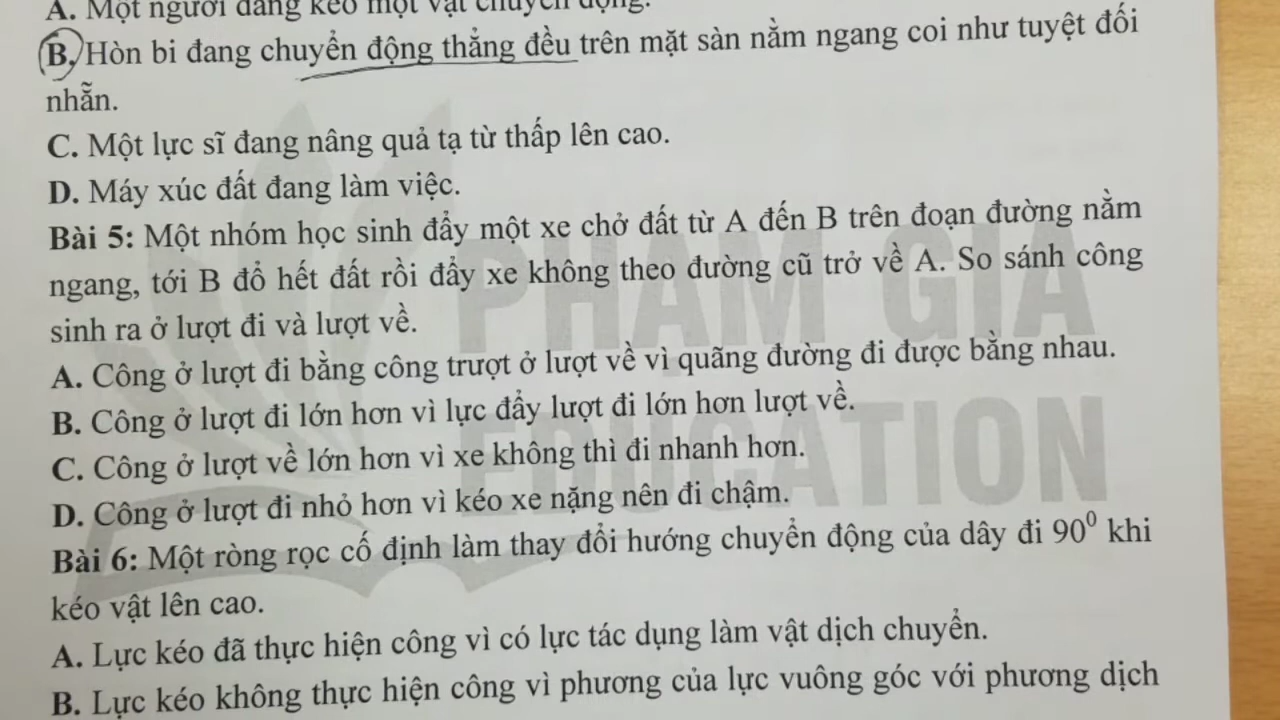 A. Một người đang kéo một vật chuyển động.
B. Hòn bi đang chuyển động thẳng đều trên mặt sàn nằm ngang coi như tuyệt đối
nhẵn.
C. Một lực sĩ đang nâng quả tạ từ thấp lên cao.
D. Máy xúc đất đang làm việc.
Bài 5: Một nhóm học sinh đẩy một xe chở đất từ A đến B trên đoạn đường nằm
ngang, tới B đổ hết đất rồi đẩy xe không theo đường cũ trở về A. So sánh công
sinh ra ở lượt đi và lượt về.
A. Công ở lượt đi bằng công trượt ở lượt về vì quãng đường đi được bằng nhau.
B. Công ở lượt đi lớn hơn vì lực đẩy lượt đi lớn hơn lượt về.
C. Công ở lượt về lớn hơn vì xe không thì đi nhanh hơn.
D. Công ở lượt đi nhỏ hơn vì kéo xe nặng nên đi chậm.
Bài 6: Một ròng rọc cố định làm thay đổi hướng chuyển động của dây đi 90⁰ khi
kéo vật lên cao.
A. Lực kéo đã thực hiện công vì có lực tác dụng làm vật dịch chuyển.
B. Lực kéo không thực hiện công vì phương của lực vuông góc với phương dịch
PHAM GIA
EDUCATION